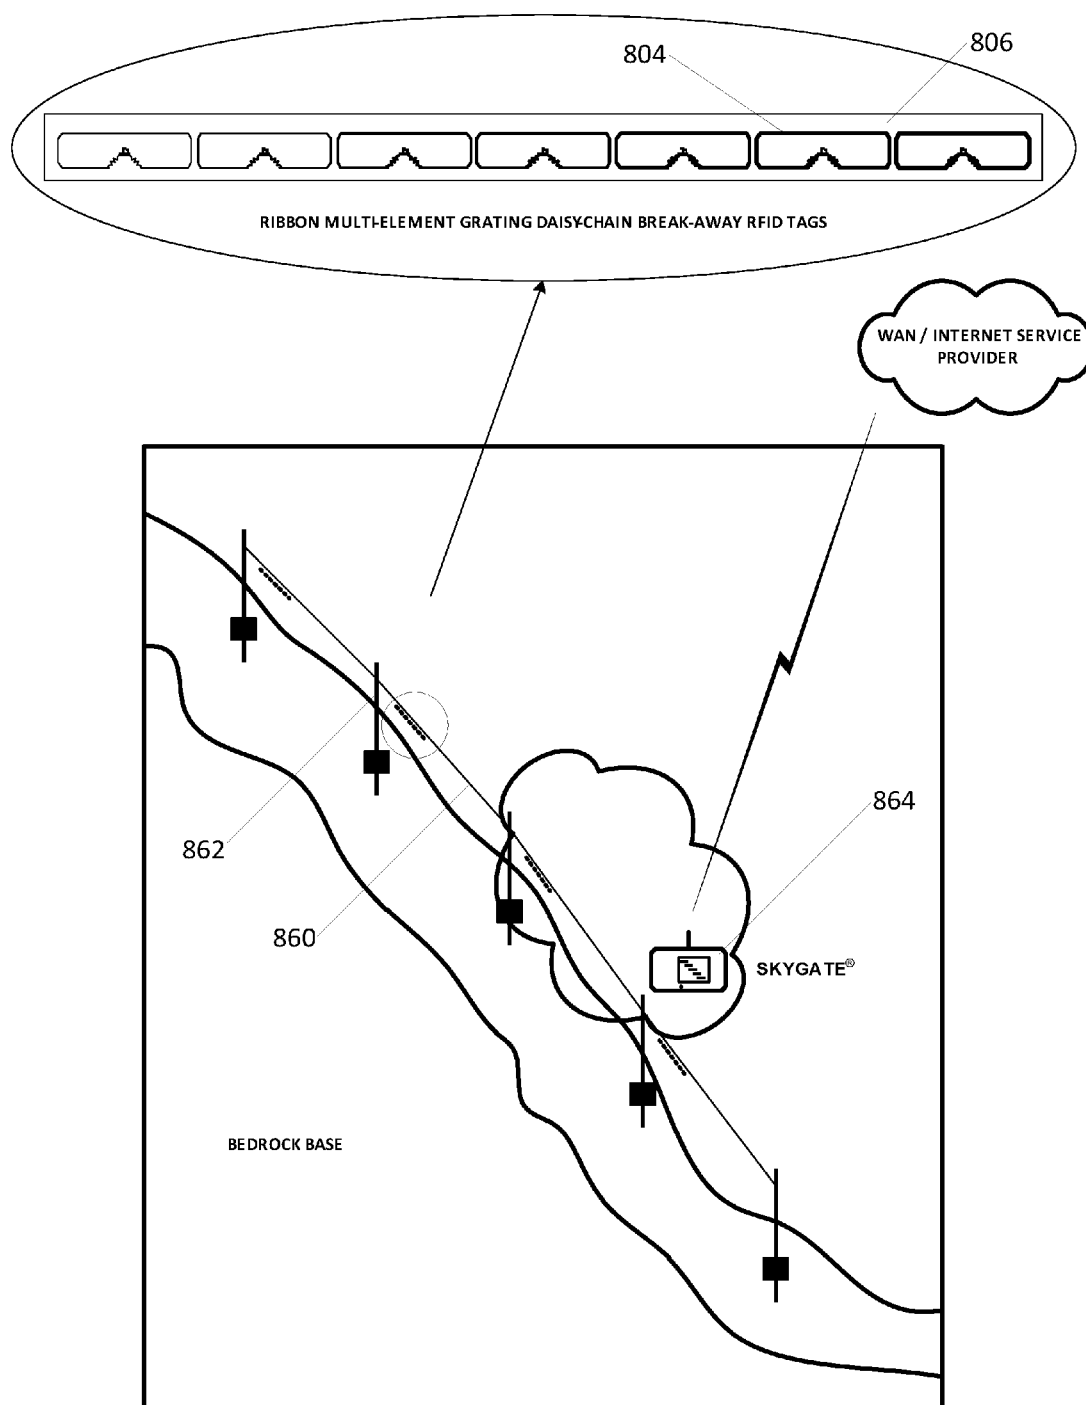 804
806
RIBBON MULTI-ELEMENT GRATING DAISY-CHAIN BREAK-AWAY RFID TAGS
WAN / INTERNET SERVICE
PROVIDER
862
860
864
SKYGATE®
BEDROCK BASE